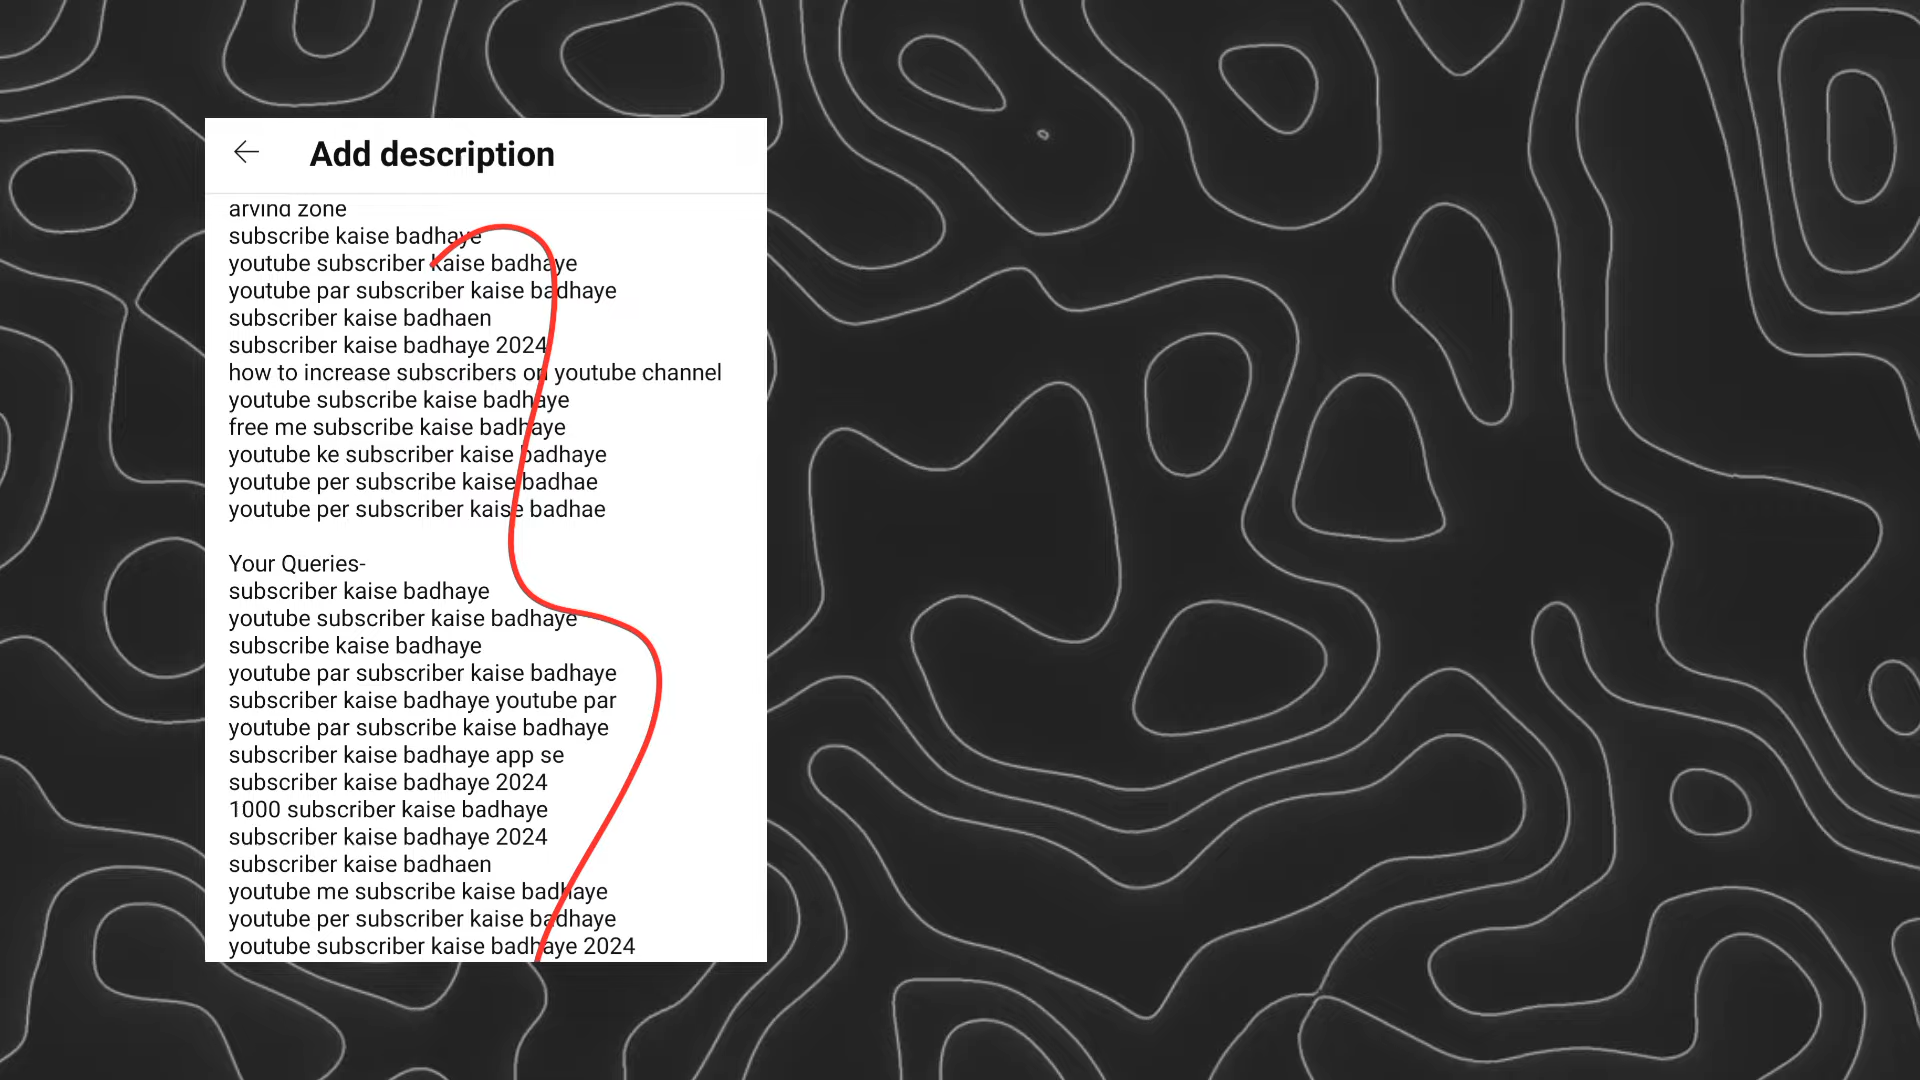 Add description
arvind zone
subscribe kaise badhaye
youtube subscriber kaise badhaye
youtube par subscriber kaise badhaye
subscriber kaise badhaen
subscriber kaise badhaye 2024
how to increase subscribers on youtube channel
youtube subscribe kaise badhaye
free me subscribe kaise badhaye
youtube ke subscriber kaise badhaye
youtube per subscribe kaise badhae
youtube per subscriber kaise badhae
Your Queries-
subscriber kaise badhaye
youtube subscriber kaise badhaye
subscribe kaise badhaye
youtube par subscriber kaise badhaye
subscriber kaise badhaye youtube par
youtube par subscribe kaise badhaye
subscriber kaise badhaye app se
subscriber kaise badhaye 2024
1000 subscriber kaise badhaye
subscriber kaise badhaye 2024
subscriber kaise badhaen
youtube me subscribe kaise badhaye
youtube per subscriber kaise badhaye
youtube subscriber kaise badhaye 2024